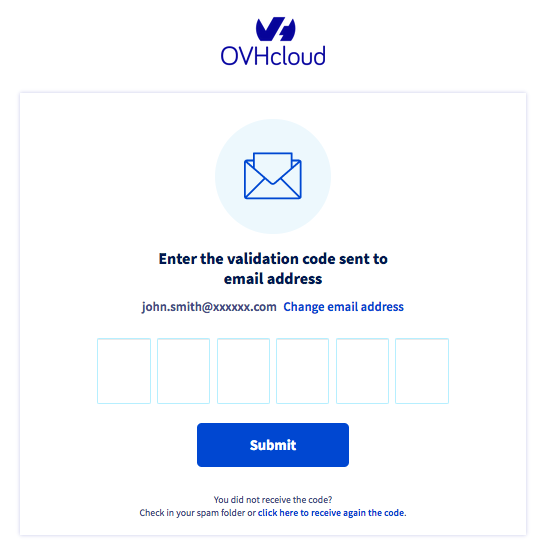 OVHcloud
Enter the validation code sent to
email address
john.smith@xxxxxx.com Change email address
Submit
You did not receive the code?
Check in your spam folder or click here to receive again the code.